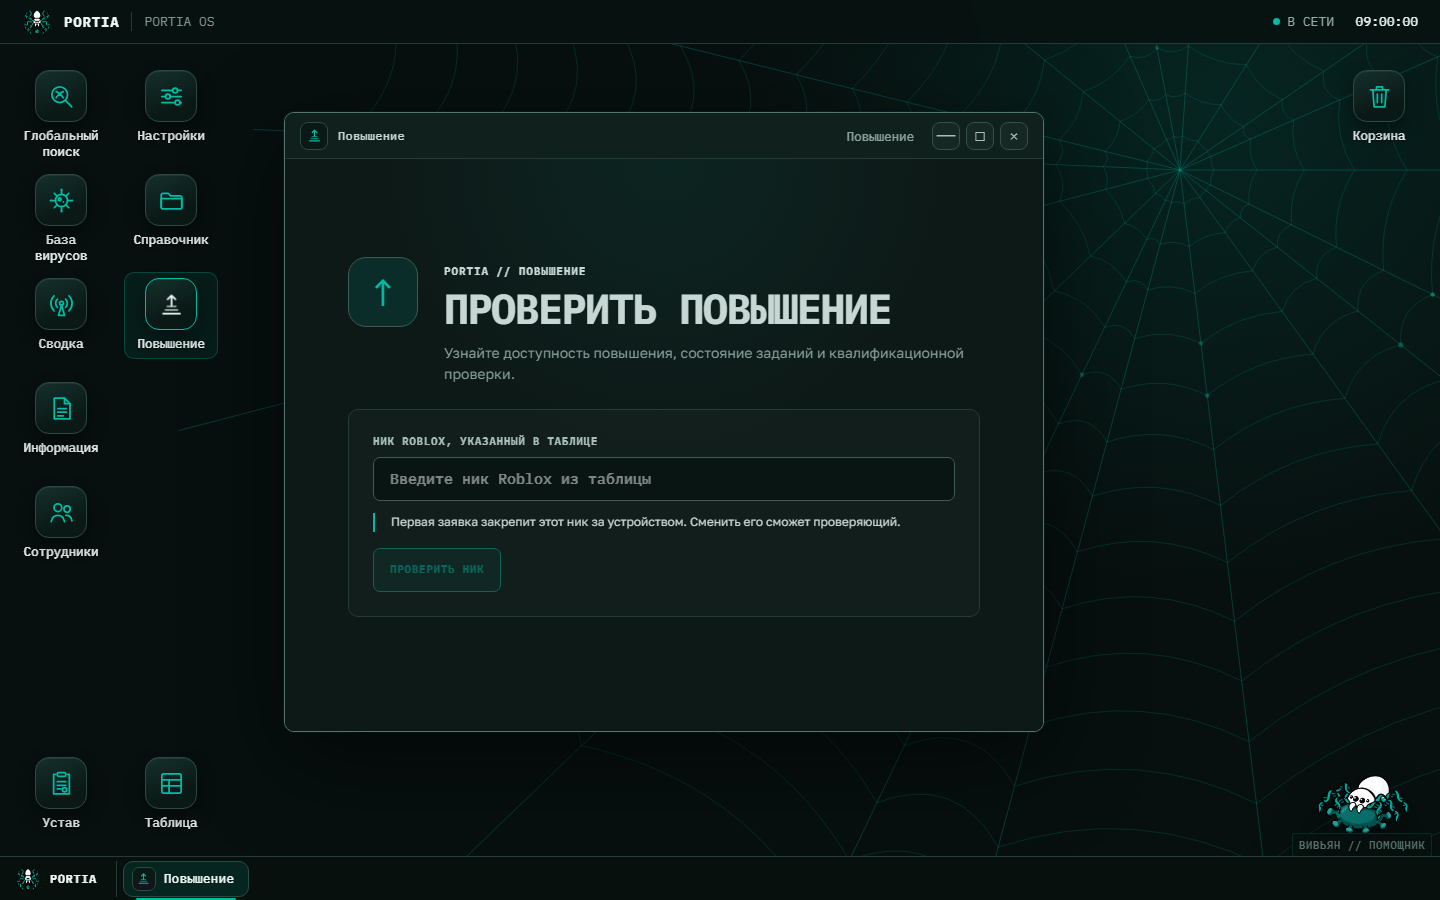 PORTIA
PORTIA OS
В СЕТИ
09:00:00
Глобальный
поиск
Настройки
Корзина
База
вирусов
Справочник
Сводка
Повышение
Информация
Сотрудники
Устав
Таблица
Повышение
Повышение
PORTIA // ПОВЫШЕНИЕ
ПРОВЕРИТЬ ПОВЫШЕНИЕ
Узнайте доступность повышения, состояние заданий и квалификационной
проверки.
НИК ROBLOX, УКАЗАННЫЙ В ТАБЛИЦЕ
Введите ник Roblox из таблицы
Первая заявка закрепит этот ник за устройством. Сменить его сможет проверяющий.
ПРОВЕРИТЬ НИК
ВИВЬЯН // ПОМОЩНИК
PORTIA
Повышение